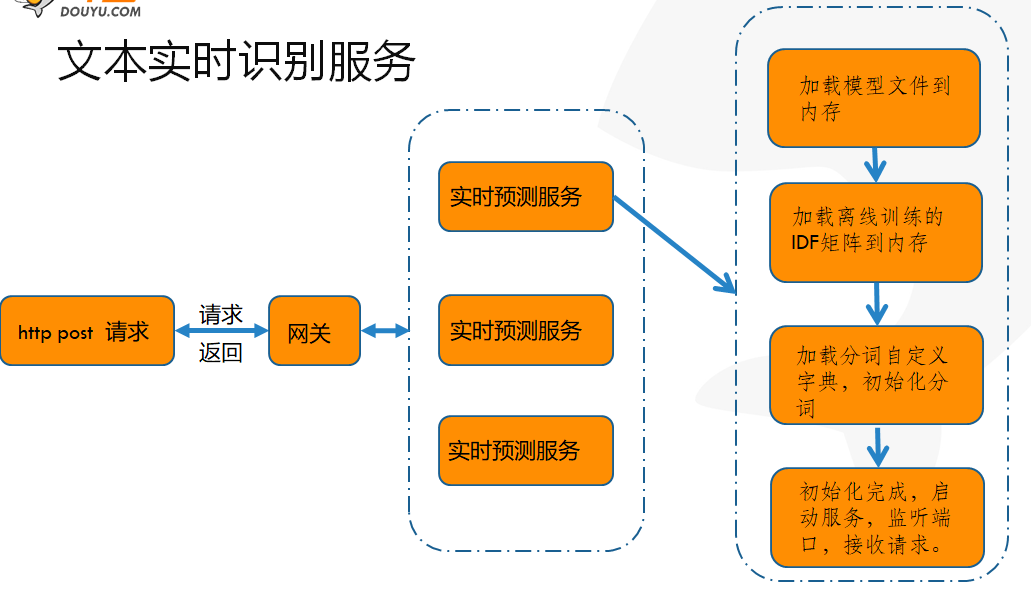 DOUYU.COM
文本实时识别服务
http post 请求
请求
返回
网关
实时预测服务
实时预测服务
实时预测服务
加载模型文件到
内存
加载离线训练的
IDF矩阵到内存
加载分词自定义
字典，初始化分
词
初始化完成，启
动服务，监听端
口，接收请求。